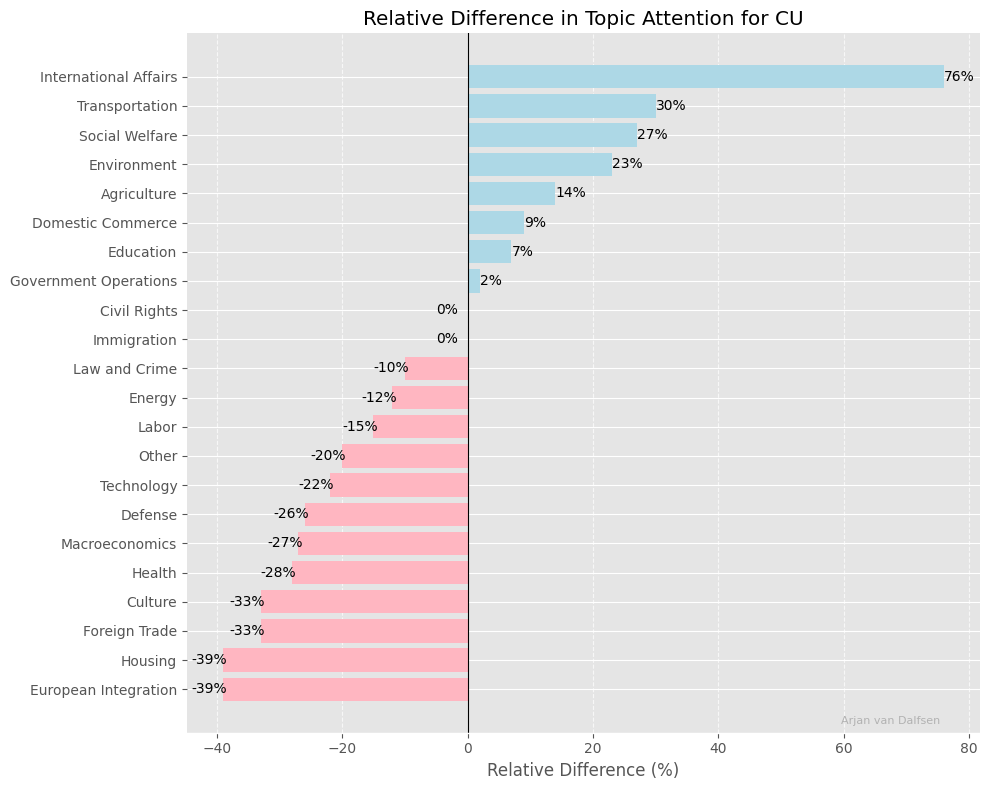 Relative Difference in Topic Attention for CU
International Affairs 76%
Transportation 30%
Social Welfare 27%
Environment 23%
Agriculture 14%
Domestic Commerce 9%
Education 7%
Government Operations 2%
Civil Rights 0%
Immigration 0%
Law and Crime -10%
Energy -12%
Labor -15%
Other -20%
Technology -22%
Defense -26%
Macroeconomics -27%
Health -28%
Culture -33%
Foreign Trade -33%
Housing -39%
European Integration -39%
Arjan van Dalfsen
−40 −20 0 20 40 60 80
Relative Difference (%)